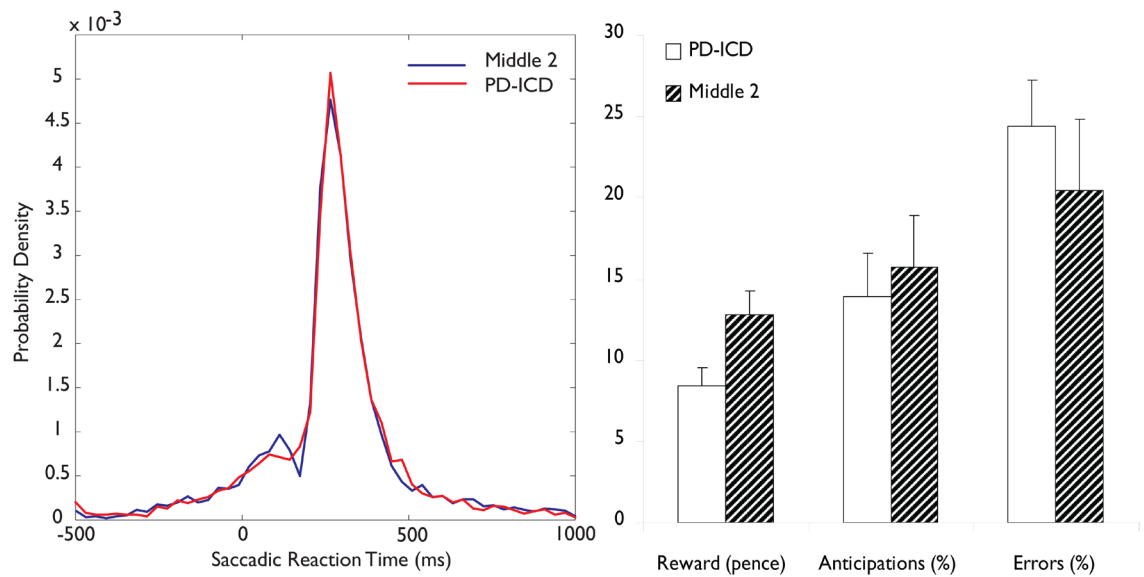 × 10⁻³
5
4.5
4
3.5
3
2.5
2
1.5
1
0.5
0
-500
0
500
1000
Probability Density
Saccadic Reaction Time (ms)
Middle 2
PD-ICD
30
25
20
15
10
5
0
PD-ICD
Middle 2
Reward (pence)
Anticipations (%)
Errors (%)